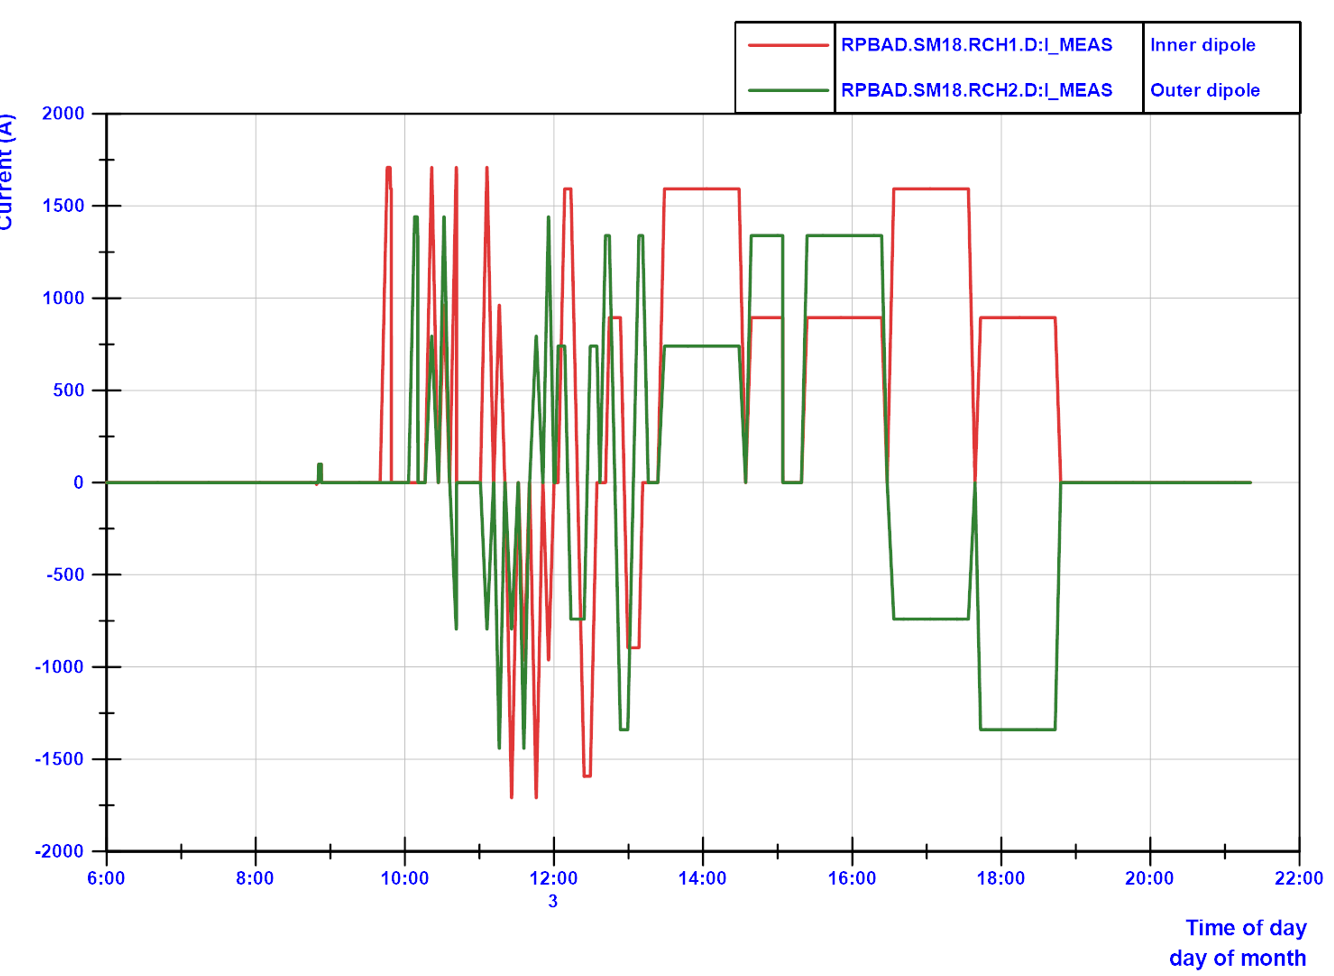 RPBAD.SM18.RCH1.D:I_MEAS Inner dipole
RPBAD.SM18.RCH2.D:I_MEAS Outer dipole
Current (A)
2000
1500
1000
500
0
-500
-1000
-1500
-2000
6:00 8:00 10:00 12:00 14:00 16:00 18:00 20:00 22:00
3
Time of day
day of month